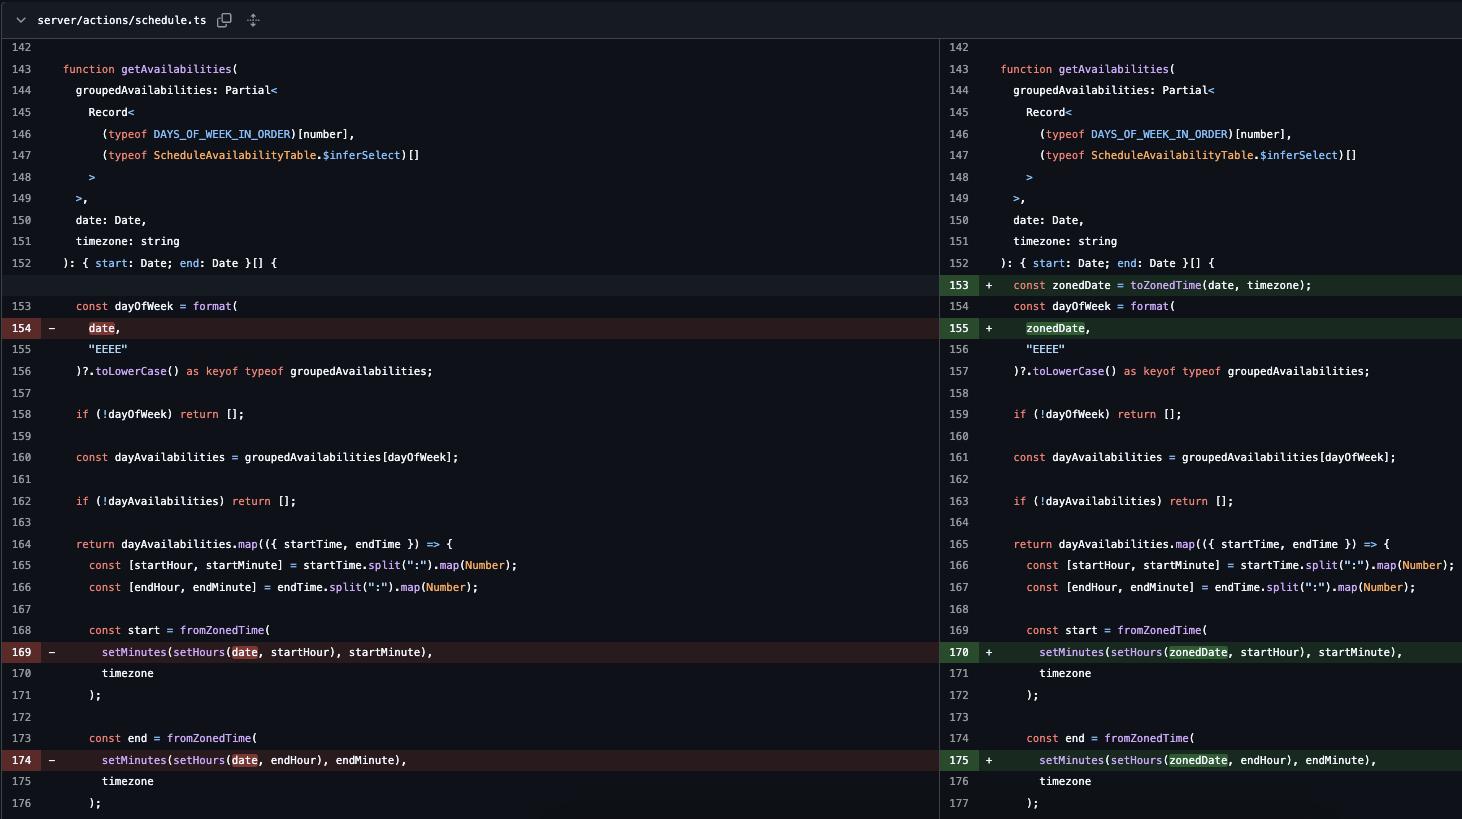 server/actions/schedule.ts
142
143 function getAvailabilities(
144 groupedAvailabilities: Partial<
145 Record<
146 (typeof DAYS_OF_WEEK_IN_ORDER)[number],
147 (typeof ScheduleAvailabilityTable.$inferSelect)[]
148 >
149 >,
150 date: Date,
151 timezone: string
152 ): { start: Date; end: Date }[] {
153 const dayOfWeek = format(
154 - date,
155 "EEEE"
156 )?.toLowerCase() as keyof typeof groupedAvailabilities;
157
158 if (!dayOfWeek) return [];
159
160 const dayAvailabilities = groupedAvailabilities[dayOfWeek];
161
162 if (!dayAvailabilities) return [];
163
164 return dayAvailabilities.map(({ startTime, endTime }) => {
165 const [startHour, startMinute] = startTime.split(":").map(Number);
166 const [endHour, endMinute] = endTime.split(":").map(Number);
167
168 const start = fromZonedTime(
169 - setMinutes(setHours(date, startHour), startMinute),
170 timezone
171 );
172
173 const end = fromZonedTime(
174 - setMinutes(setHours(date, endHour), endMinute),
175 timezone
176 );
142
143 function getAvailabilities(
144 groupedAvailabilities: Partial<
145 Record<
146 (typeof DAYS_OF_WEEK_IN_ORDER)[number],
147 (typeof ScheduleAvailabilityTable.$inferSelect)[]
148 >
149 >,
150 date: Date,
151 timezone: string
152 ): { start: Date; end: Date }[] {
153 + const zonedDate = toZonedTime(date, timezone);
154 const dayOfWeek = format(
155 + zonedDate,
156 "EEEE"
157 )?.toLowerCase() as keyof typeof groupedAvailabilities;
158
159 if (!dayOfWeek) return [];
160
161 const dayAvailabilities = groupedAvailabilities[dayOfWeek];
162
163 if (!dayAvailabilities) return [];
164
165 return dayAvailabilities.map(({ startTime, endTime }) => {
166 const [startHour, startMinute] = startTime.split(":").map(Number);
167 const [endHour, endMinute] = endTime.split(":").map(Number);
168
169 const start = fromZonedTime(
170 + setMinutes(setHours(zonedDate, startHour), startMinute),
171 timezone
172 );
173
174 const end = fromZonedTime(
175 + setMinutes(setHours(zonedDate, endHour), endMinute),
176 timezone
177 );